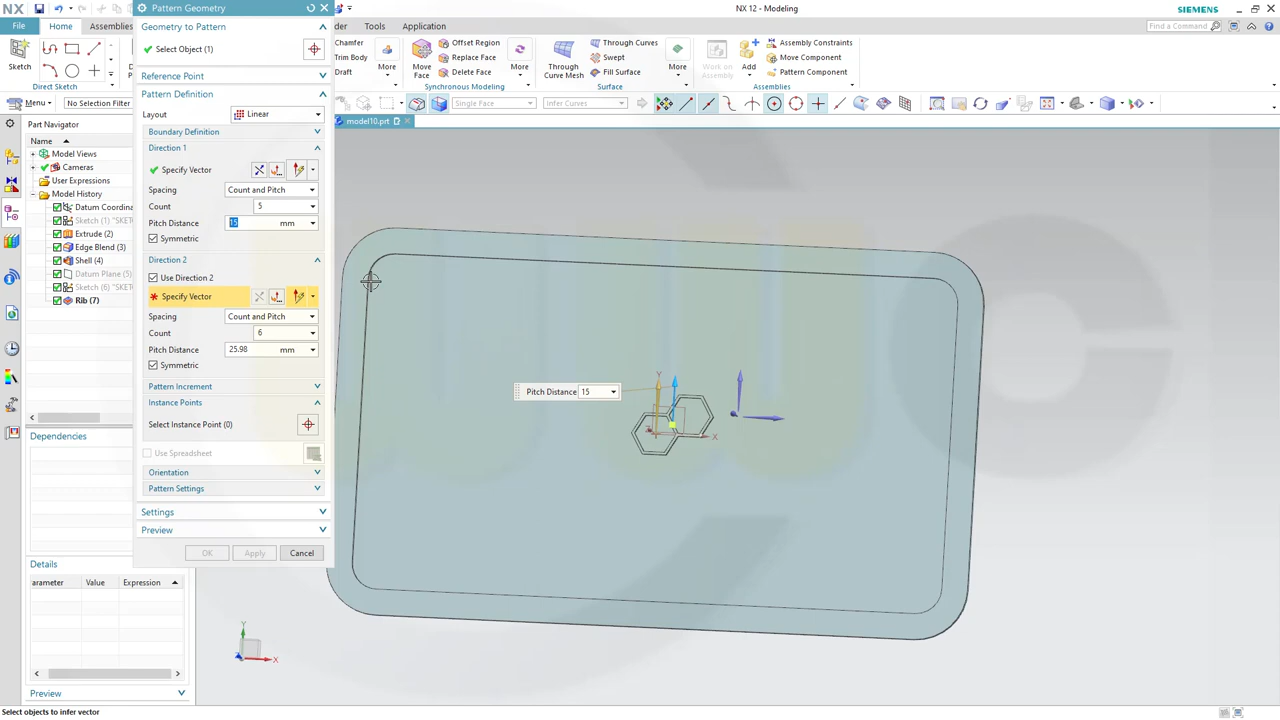 NX
Pattern Geometry
NX 12 - Modeling
SIEMENS
File
Home
Assemblies
der
Tools
Application
Find a Command
Geometry to Pattern
Select Object (1)
Reference Point
Pattern Definition
Layout
Linear
Boundary Definition
Direction 1
Specify Vector
Spacing
Count and Pitch
Count
5
Pitch Distance
15
mm
Symmetric
Direction 2
Use Direction 2
Specify Vector
Spacing
Count and Pitch
Count
6
Pitch Distance
25.98
mm
Symmetric
Pattern Increment
Instance Points
Select Instance Point (0)
Use Spreadsheet
Orientation
Pattern Settings
Settings
Preview
OK
Apply
Cancel
Sketch
Direct Sketch
Menu
No Selection Filter
Chamfer
Trim Body
Draft
More
Move Face
Offset Region
Replace Face
Delete Face
More
Synchronous Modeling
Through Curve Mesh
Through Curves
Swept
Fill Surface
More
Surface
Work on Assembly
Add
Assembly Constraints
Move Component
Pattern Component
Assemblies
Single Face
Infer Curves
model10.prt
Part Navigator
Name
Model Views
Cameras
User Expressions
Model History
Datum Coordina
Sketch (1) "SKET
Extrude (2)
Edge Blend (3)
Shell (4)
Datum Plane (5)
Sketch (6) "SKET
Rib (7)
Dependencies
Details
arameter
Value
Expression
Preview
Pitch Distance
15
Y
X
Y
X
Select objects to infer vector